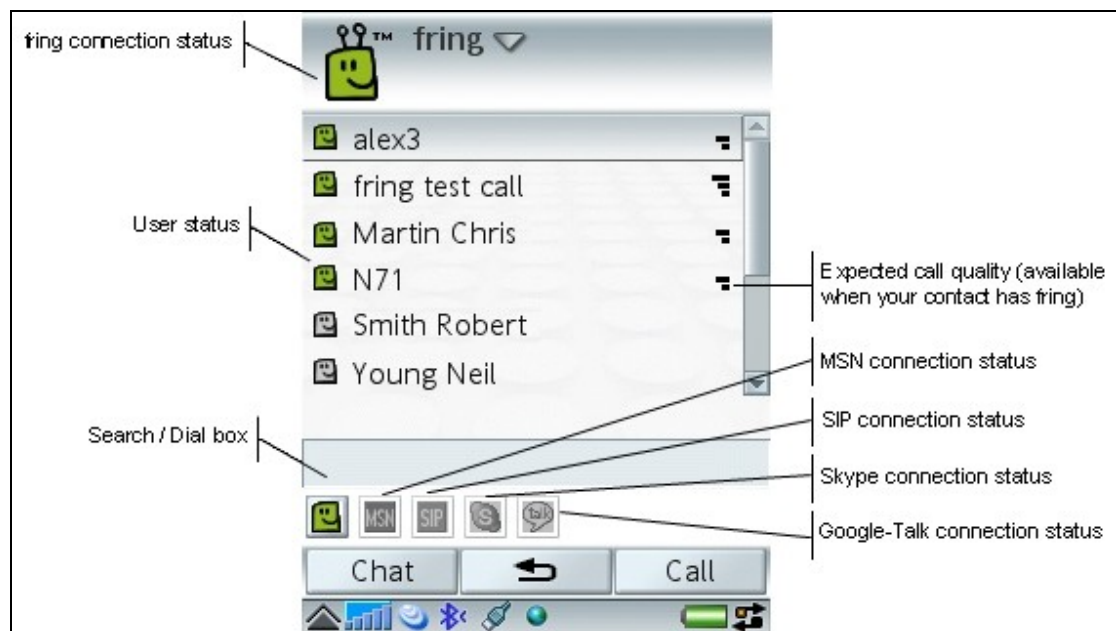 fring connection status
™ fring
alex3
fring test call
User status
Martin Chris
N71
Expected call quality (available
when your contact has fring)
Smith Robert
MSN connection status
Young Neil
SIP connection status
Search / Dial box
Skype connection status
MSN SIP S talk
Google-Talk connection status
Chat Call